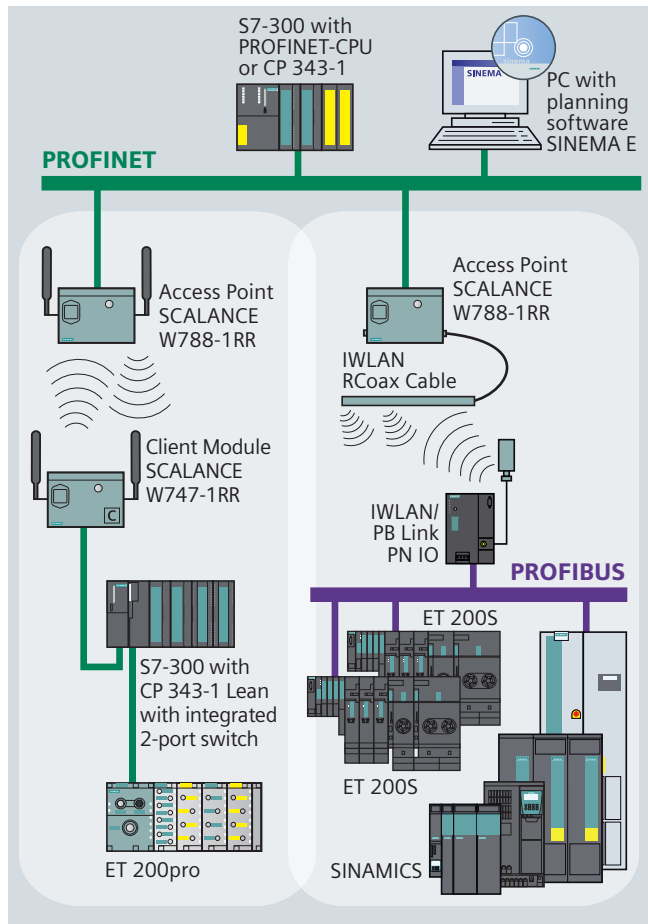 S7-300 with
PROFINET-CPU
or CP 343-1
sinema
SINEMA
PC with
planning
software
SINEMA E
PROFINET
Access Point
SCALANCE
W788-1RR
Access Point
SCALANCE
W788-1RR
IWLAN
RCoax Cable
Client Module
SCALANCE
W747-1RR
C
IWLAN/
PB Link
PN IO
PROFIBUS
S7-300 with
CP 343-1 Lean
with integrated
2-port switch
ET 200S
ET 200S
ET 200pro
SINAMICS